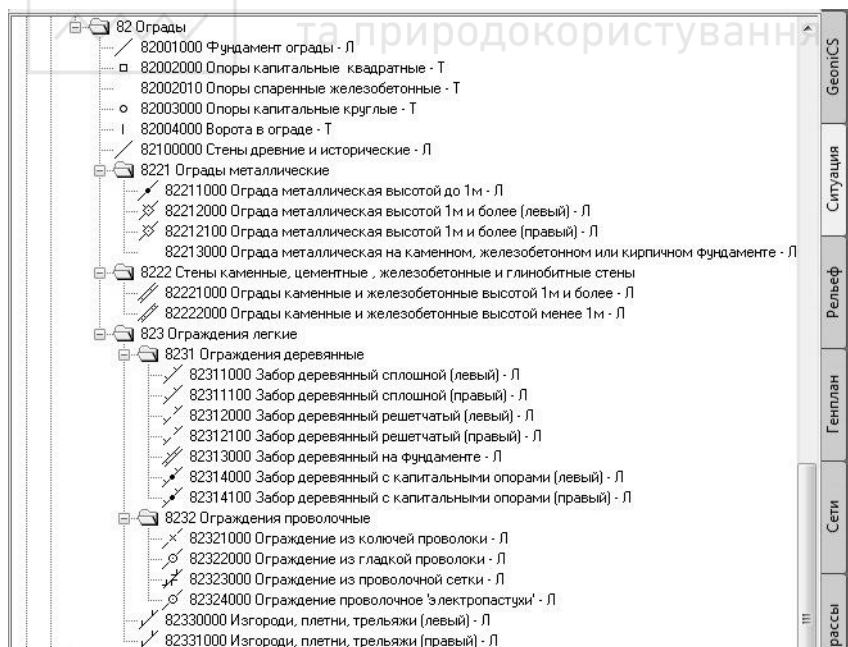 82 Ограды
та природокористування
82001000 Фундамент ограды - Л
82002000 Опоры капитальные квадратные - Т
82002010 Опоры спаренные железобетонные - Т
82003000 Опоры капитальные круглые - Т
82004000 Ворота в ограде - Т
82100000 Стены древние и исторические - Л
8221 Ограды металлические
82211000 Ограда металлическая высотой до 1м - Л
82212000 Ограда металлическая высотой 1м и более (левый) - Л
82212100 Ограда металлическая высотой 1м и более (правый) - Л
82213000 Ограда металлическая на каменном, железобетонном или кирпичном фундаменте - Л
8222 Стены каменные, цементные , железобетонные и глинобитные стены
82221000 Ограды каменные и железобетонные высотой 1м и более - Л
82222000 Ограды каменные и железобетонные высотой менее 1м - Л
823 Ограждения легкие
8231 Ограждения деревянные
82311000 Забор деревянный сплошной (левый) - Л
82311100 Забор деревянный сплошной (правый) - Л
82312000 Забор деревянный решетчатый (левый) - Л
82312100 Забор деревянный решетчатый (правый) - Л
82313000 Забор деревянный на фундаменте - Л
82314000 Забор деревянный с капитальными опорами (левый) - Л
82314100 Забор деревянный с капитальными опорами (правый) - Л
8232 Ограждения проволочные
82321000 Ограждение из колючей проволоки - Л
82322000 Ограждение из гладкой проволоки - Л
82323000 Ограждение из проволочной сетки - Л
82324000 Ограждение проволочное 'электропастухи' - Л
82330000 Изгороди, плетни, трельяжи (левый) - Л
82331000 Изгороди, плетни, трельяжи (правый) - Л
GeoniCS
Ситуация
Рельеф
Генплан
Сети
рассы